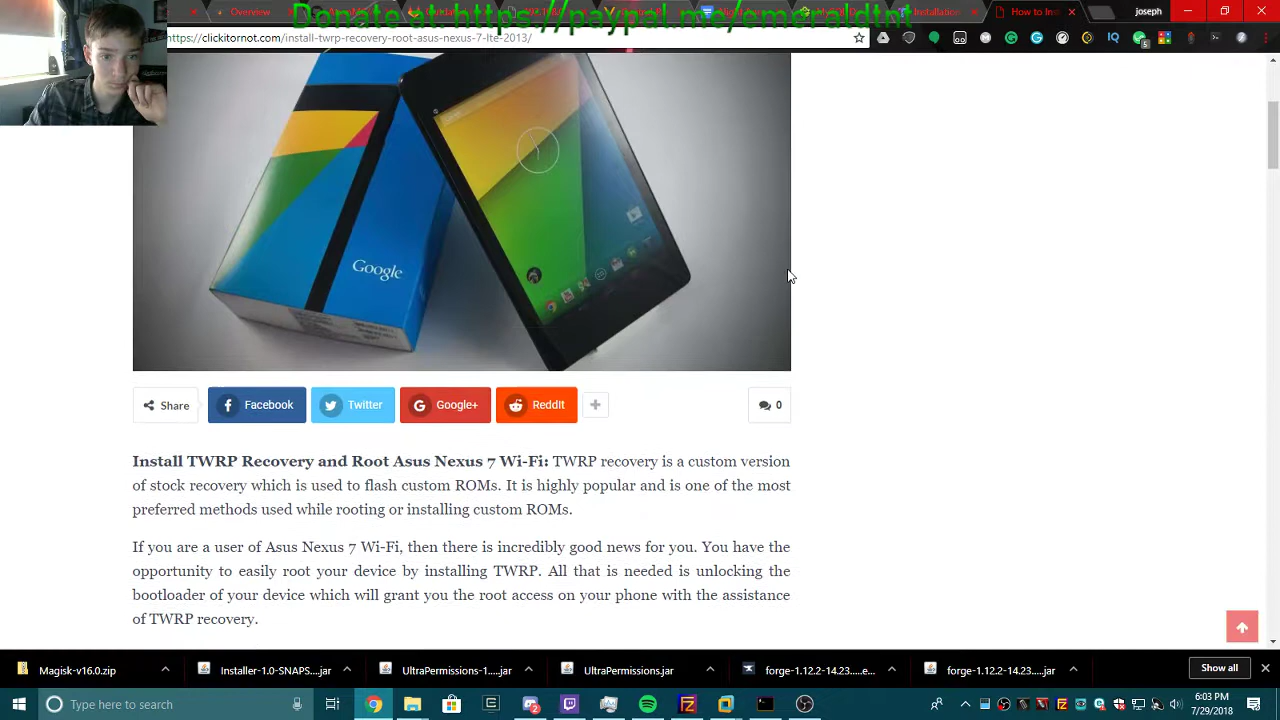 Donate at https://paypal.me/emeraldtnt
Overview
Installation
How to Ins
joseph
https://clickitornot.com/install-twrp-recovery-root-asus-nexus-7-lte-2013/
Google
Share
Facebook
Twitter
Google+
ReddIt
0
Install TWRP Recovery and Root Asus Nexus 7 Wi-Fi: TWRP recovery is a custom version
of stock recovery which is used to flash custom ROMs. It is highly popular and is one of the most
preferred methods used while rooting or installing custom ROMs.
If you are a user of Asus Nexus 7 Wi-Fi, then there is incredibly good news for you. You have the
opportunity to easily root your device by installing TWRP. All that is needed is unlocking the
bootloader of your device which will grant you the root access on your phone with the assistance
of TWRP recovery.
Magisk-v16.0.zip
Installer-1.0-SNAPS....jar
UltraPermissions-1....jar
UltraPermissions.jar
forge-1.12.2-14.23....e...
forge-1.12.2-14.23....jar
Show all
Type here to search
6:03 PM
7/29/2018